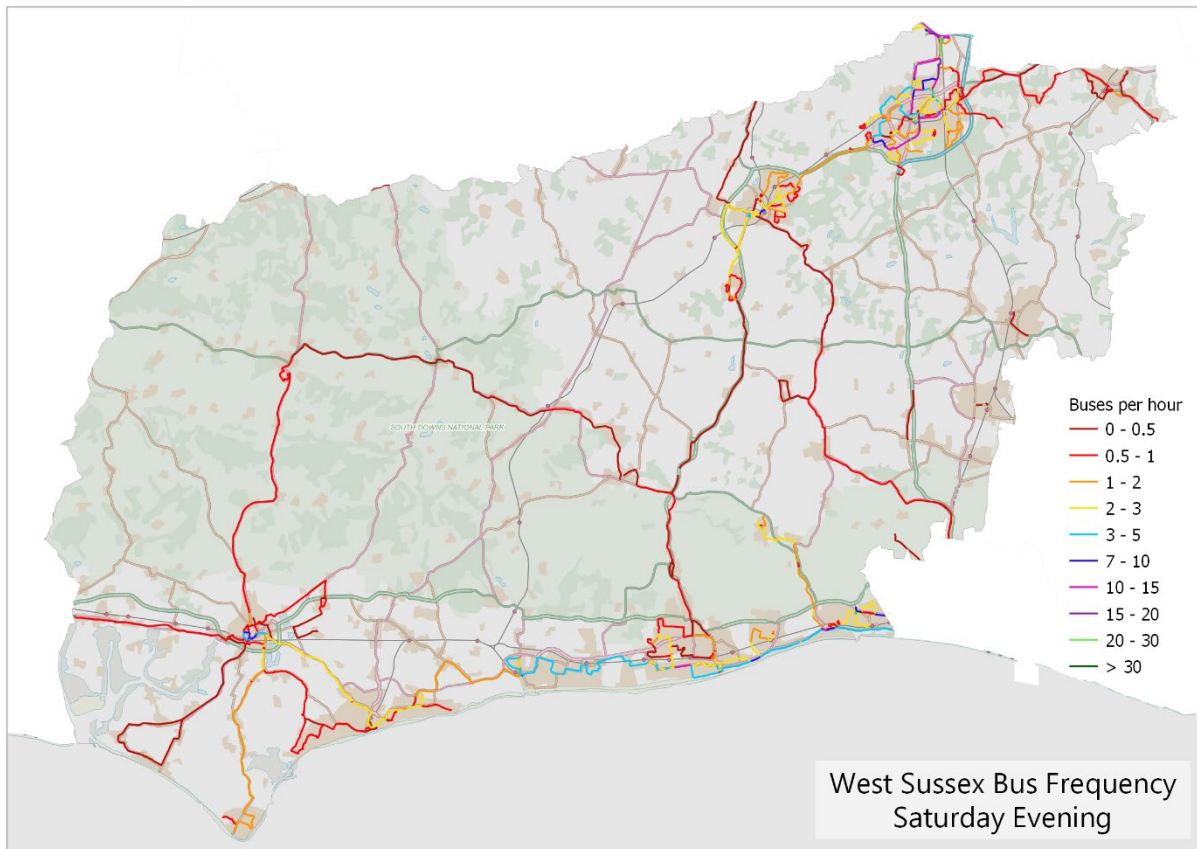 SOUTH DOWNS NATIONAL PARK
Buses per hour
0 - 0.5
0.5 - 1
1 - 2
2 - 3
3 - 5
7 - 10
10 - 15
15 - 20
20 - 30
> 30
West Sussex Bus Frequency
Saturday Evening